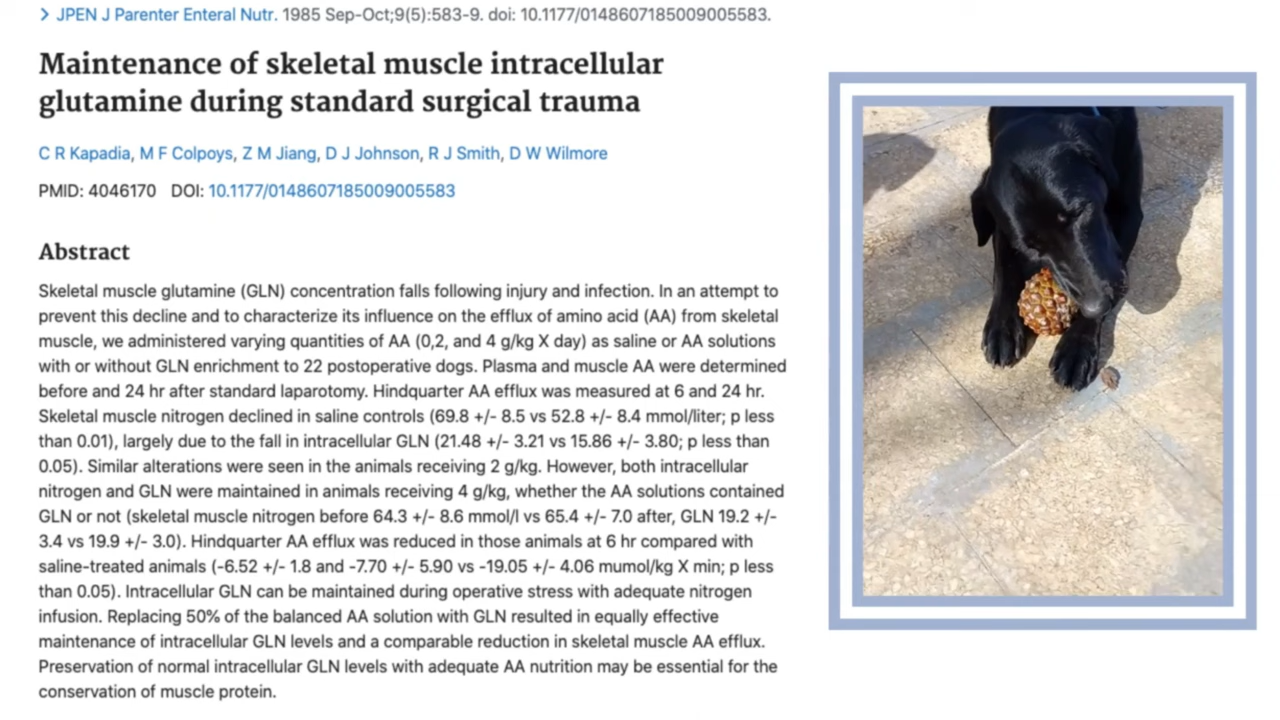 > JPEN J Parenter Enteral Nutr. 1985 Sep-Oct;9(5):583-9. doi: 10.1177/0148607185009005583.
Maintenance of skeletal muscle intracellular
glutamine during standard surgical trauma
C R Kapadia, M F Colpoys, Z M Jiang, D J Johnson, R J Smith, D W Wilmore
PMID: 4046170 DOI: 10.1177/0148607185009005583
Abstract
Skeletal muscle glutamine (GLN) concentration falls following injury and infection. In an attempt to
prevent this decline and to characterize its influence on the efflux of amino acid (AA) from skeletal
muscle, we administered varying quantities of AA (0,2, and 4 g/kg X day) as saline or AA solutions
with or without GLN enrichment to 22 postoperative dogs. Plasma and muscle AA were determined
before and 24 hr after standard laparotomy. Hindquarter AA efflux was measured at 6 and 24 hr.
Skeletal muscle nitrogen declined in saline controls (69.8 +/- 8.5 vs 52.8 +/- 8.4 mmol/liter; p less
than 0.01), largely due to the fall in intracellular GLN (21.48 +/- 3.21 vs 15.86 +/- 3.80; p less than
0.05). Similar alterations were seen in the animals receiving 2 g/kg. However, both intracellular
nitrogen and GLN were maintained in animals receiving 4 g/kg, whether the AA solutions contained
GLN or not (skeletal muscle nitrogen before 64.3 +/- 8.6 mmol/l vs 65.4 +/- 7.0 after, GLN 19.2 +/-
3.4 vs 19.9 +/- 3.0). Hindquarter AA efflux was reduced in those animals at 6 hr compared with
saline-treated animals (-6.52 +/- 1.8 and -7.70 +/- 5.90 vs -19.05 +/- 4.06 mumol/kg X min; p less
than 0.05). Intracellular GLN can be maintained during operative stress with adequate nitrogen
infusion. Replacing 50% of the balanced AA solution with GLN resulted in equally effective
maintenance of intracellular GLN levels and a comparable reduction in skeletal muscle AA efflux.
Preservation of normal intracellular GLN levels with adequate AA nutrition may be essential for the
conservation of muscle protein.